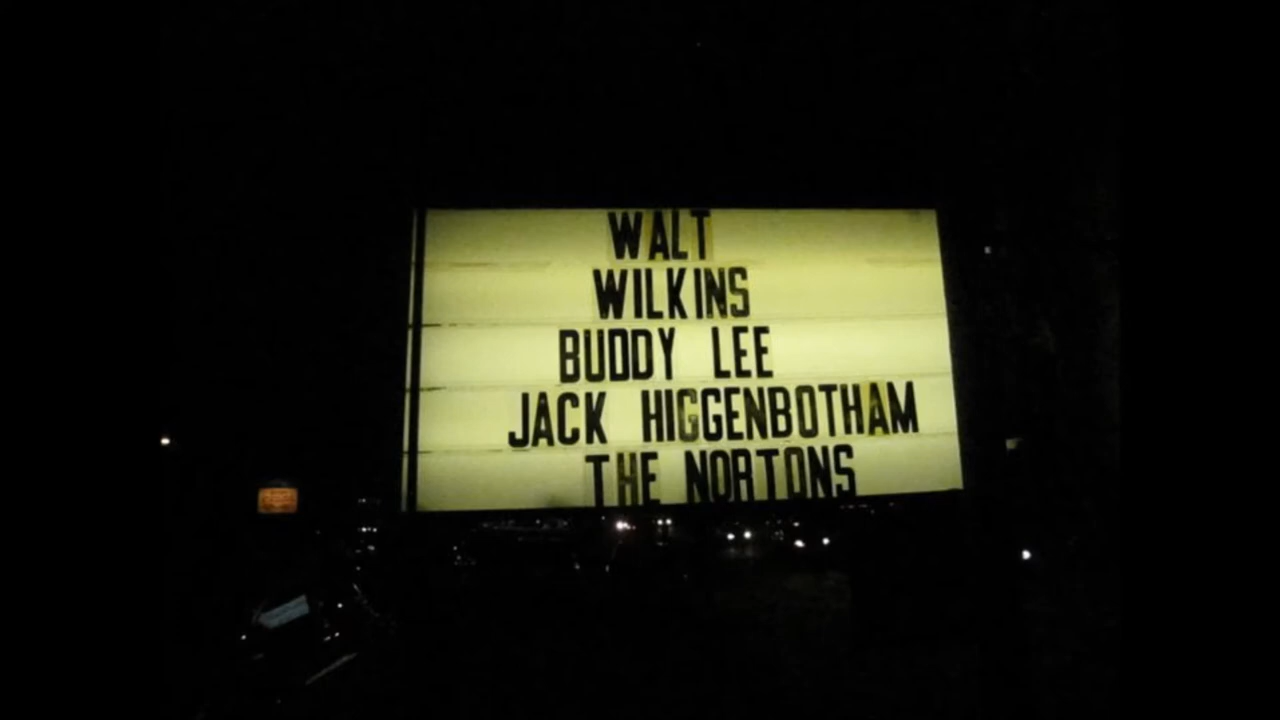 WALT
WILKINS
BUDDY LEE
JACK HIGGENBOTHAM
THE NORTONS